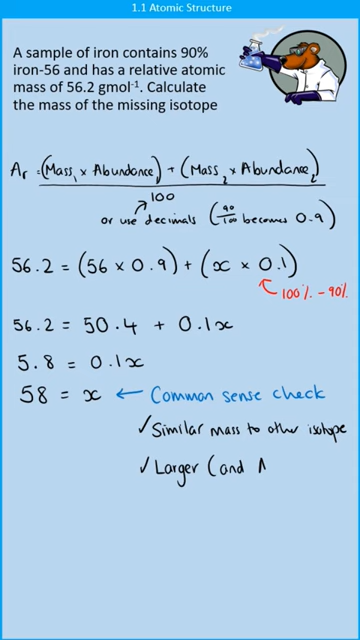 1.1 Atomic Structure
A sample of iron contains 90%
iron-56 and has a relative atomic
mass of 56.2 gmol⁻¹. Calculate
the mass of the missing isotope
Ar = (Mass₁ × Abundance₁) + (Mass₂ × Abundance₂)
100
or use decimals (90/100 becomes 0.9)
56.2 = (56 × 0.9) + (x × 0.1)
100% - 90%
56.2 = 50.4 + 0.1x
5.8 = 0.1x
58 = x ← Common sense check
✓ Similar mass to other isotope
✓ Larger (and